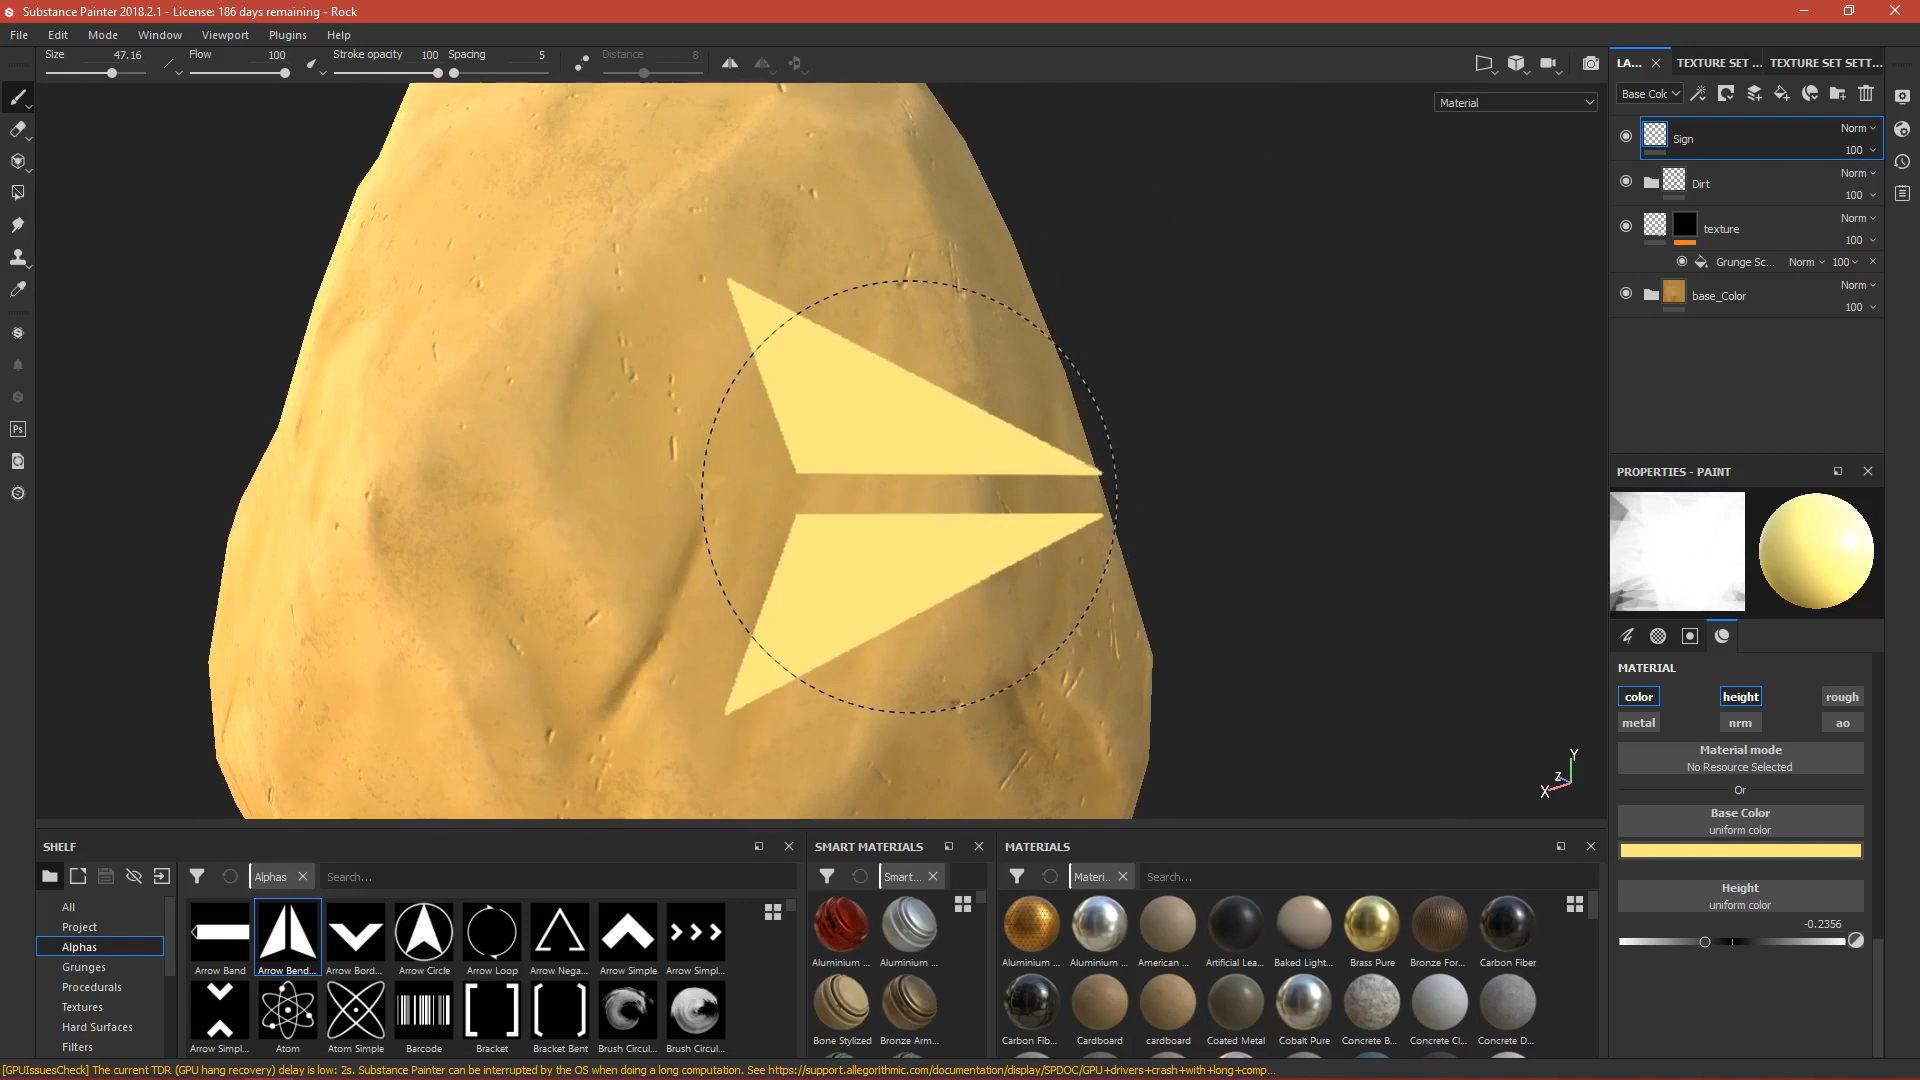 Substance Painter 2018.2.1 - License: 186 days remaining - Rock
File Edit Mode Window Viewport Plugins Help
Size 47.16 Flow 100 Stroke opacity 100 Spacing 5 Distance 8
Material
LA... TEXTURE SET ... TEXTURE SET SETT...
Base Colc
Sign Norm 100
Dirt Norm 100
texture Norm 100
Grunge Sc... Norm 100
base_Color Norm 100
PROPERTIES - PAINT
MATERIAL
color height rough
metal nrm ao
Material mode
No Resource Selected
Or
Base Color
uniform color
Height
uniform color
-0.2356
Y
Z
X
Ps
SHELF
Alphas Search...
All
Project
Alphas
Grunges
Procedurals
Textures
Hard Surfaces
Filters
Arrow Band Arrow Bend... Arrow Bord... Arrow Circle Arrow Loop Arrow Nega... Arrow Simple Arrow Simpl...
Arrow Simpl... Atom Atom Simple Barcode Bracket Bracket Bent Brush Circul... Brush Circul...
SMART MATERIALS
Smart...
Aluminium ... Aluminium ...
Bone Stylized Bronze Arm...
MATERIALS
Materi.. Search...
Aluminium ... Aluminium ... American ... Artificial Lea... Baked Light... Brass Pure Bronze For... Carbon Fiber
Carbon Fib... Cardboard cardboard Coated Metal Cobalt Pure Concrete B... Concrete Cl... Concrete D...
[GPUIssuesCheck] The current TDR (GPU hang recovery) delay is low: 2s. Substance Painter can be interrupted by the OS when doing a long computation. See https://support.allegorithmic.com/documentation/display/SPDOC/GPU+drivers+crash+with+long+comp...